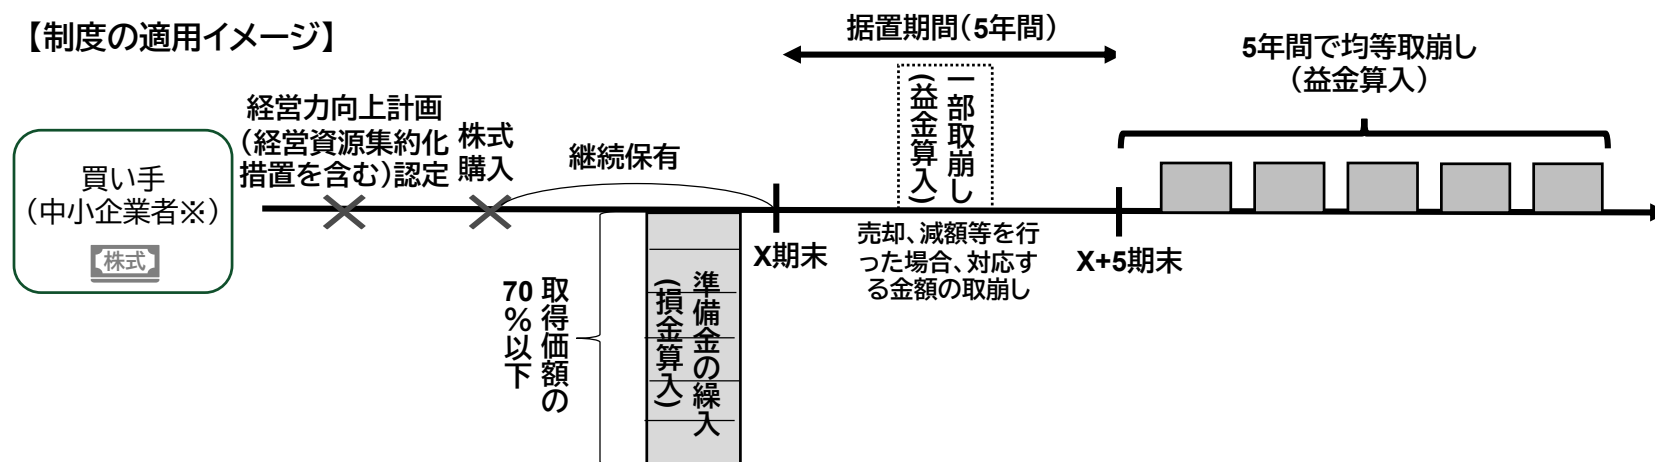 【制度の適用イメージ】
据置期間（5年間）
5年間で均等取崩し
（益金算入）
一部取崩し
（益金算入）
経営力向上計画
（経営資源集約化
措置を含む）認定
株式
購入
継続保有
買い手
（中小企業者※）
株式
X期末
売却、減額等を行
った場合、対応す
る金額の取崩し
X+5期末
取得価額の
70％以下
準備金の繰入
（損金算入）